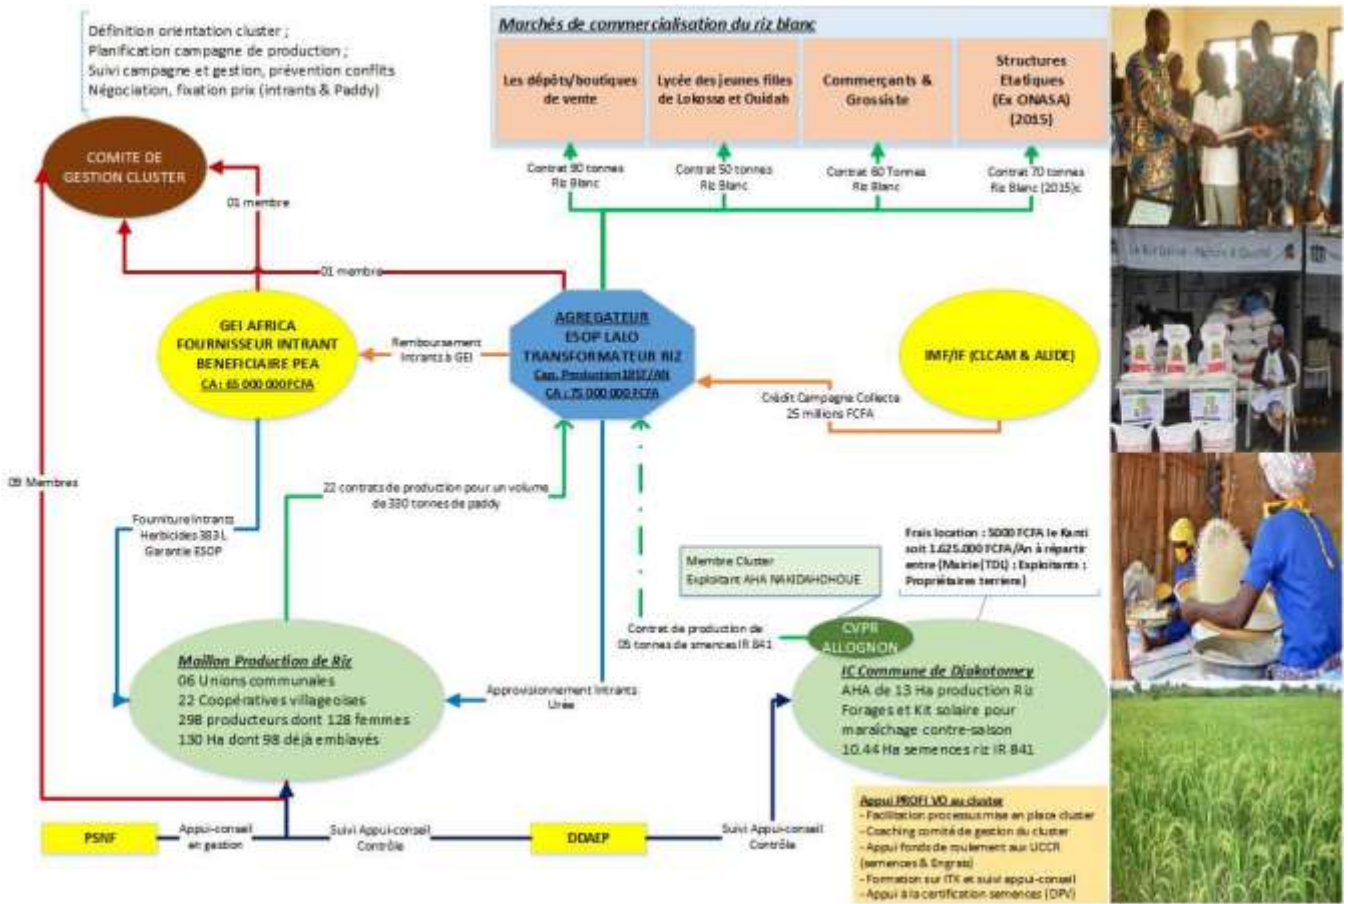 Définition orientation cluster ;
Planification campagne de production ;
Suivi campagne et gestion, prévention conflits
Négociation, fixation prix (intrants & Paddy)
COMITE DE
GESTION CLUSTER
Marchés de commercialisation du riz blanc
Les dépôts/boutiques
de vente
Lycée des jeunes filles
de Lokossa et Ouidah
Commerçants &
Grossiste
Structures
Etatiques
(Ex ONASA)
(2015)
Contrat 90 tonnes
Riz Blanc
Contrat 50 tonnes
Riz Blanc
Contrat 60 Tonnes
Riz Blanc
Contrat 70 tonnes
Riz Blanc (2015)c
01 membre
01 membre
GEI AFRICA
FOURNISSEUR INTRANT
BENEFICIAIRE PEA
CA : 65 000 000 FCFA
Remboursement
Intrants à GEI
AGREGATEUR
ESOP LALO
TRANSFORMATEUR RIZ
Cap. Production 185T/AN
CA : 75 000 000 FCFA
IMF/IF (CLCAM & ALIDE)
Crédit Campagne Collecte
25 millions FCFA
09 Membres
22 contrats de production pour un volume
de 330 tonnes de paddy
Fourniture Intrants
Herbicides 383 L
Garantie ESOP
Membre Cluster
Exploitant AHA NAKIDAHOHOUE
Frais location : 5000 FCFA le Kanti
soit 1.625.000 FCFA/An à répartir
entre (Mairie (TDL) ; Exploitants ;
Propriétaires terriens)
Contrat de production de
05 tonnes de smences IR 841
CVPR
ALLOGNON
Maillon Production de Riz
06 Unions communales
22 Coopératives villageoises
298 producteurs dont 128 femmes
130 Ha dont 98 déjà emblavés
Approvisionnement Intrants
Urée
IC Commune de Djakotomey
AHA de 13 Ha production Riz
Forages et Kit solaire pour
maraîchage contre-saison
10.44 Ha semences riz IR 841
PSNF
Appui-conseil
en gestion
Suivi Appui-conseil
Contrôle
DDAEP
Suivi Appui-conseil
Contrôle
Appui PROFI VO au cluster
- Facilitation processus mise en place cluster
- Coaching comité de gestion du cluster
- Appui fonds de roulement aux UCCR
(semences & Engrais)
- Formation sur ITK et suivi appui-conseil
- Appui à la certification semences (DPV)